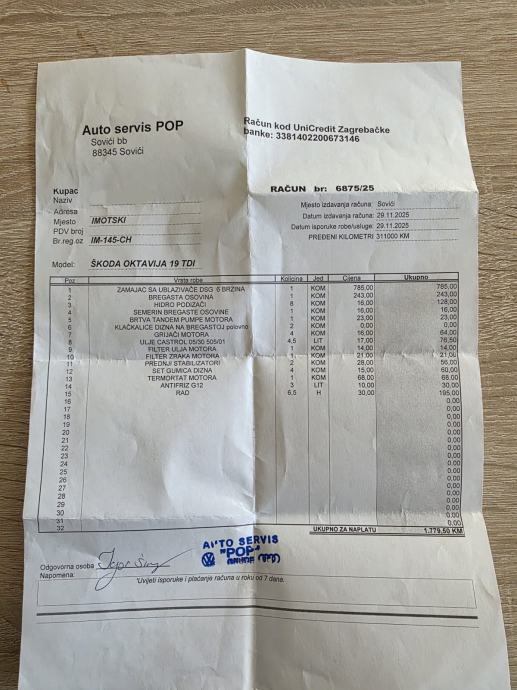 Auto servis POP
Sovići bb
88345 Sovići
Račun kod UniCredit Zagrebačke
banke: 3381402200673146
Kupac
Naziv
Adresa
Mjesto IMOTSKI
PDV broj
Br.reg.oz IM-145-CH
RAČUN br: 6875/25
Mjesto izdavanja računa: Sovići
Datum izdavanja računa: 29.11.2025
Datum isporuke robe/usluge: 29.11.2025
PREĐENI KILOMETRI 311000 KM
Model: ŠKODA OKTAVIJA 19 TDI
Poz Vrsta robe Količina Jed Cijena Ukupno
1 ZAMAJAC SA UBLAZIVAČE DSG 6 BRZINA 1 KOM 785,00 785,00
2 BREGASTA OSOVINA 1 KOM 243,00 243,00
3 HIDRO PODIZAČI 8 KOM 16,00 128,00
4 SEMERIN BREGASTE OSOVINE 1 KOM 16,00 16,00
5 BRTVA TANDEM PUMPE MOTORA 1 KOM 23,00 23,00
6 KLAČKALICE DIZNA NA BREGASTOJ polovno 2 KOM 0,00 0,00
7 GRIJAČI MOTORA 4 KOM 16,00 64,00
8 ULJE CASTROL 05/30 505/01 4,5 LIT 17,00 76,50
9 FILTER ULJA MOTORA 1 KOM 14,00 14,00
10 FILTER ZRAKA MOTORA 1 KOM 21,00 21,00
11 PREDNJI STABILIZATORI 2 KOM 28,00 56,00
12 SET GUMICA DIZNA 4 KOM 15,00 60,00
13 TERMORTAT MOTORA 1 KOM 68,00 68,00
14 ANTIFRIZ G12 3 LIT 10,00 30,00
15 RAD 6,5 H 30,00 195,00
16 0,00
17 0,00
18 0,00
19 0,00
20 0,00
21 0,00
22 0,00
23 0,00
24 0,00
25 0,00
26 0,00
27 0,00
28 0,00
29 0,00
30 0,00
31 0,00
32
UKUPNO ZA NAPLATU 1.779,50 KM
AUTO SERVIS
"POP"
Odgovorna osoba
Napomena: "Uvijeti isporuke i plaćanje računa u roku od 7 dana.